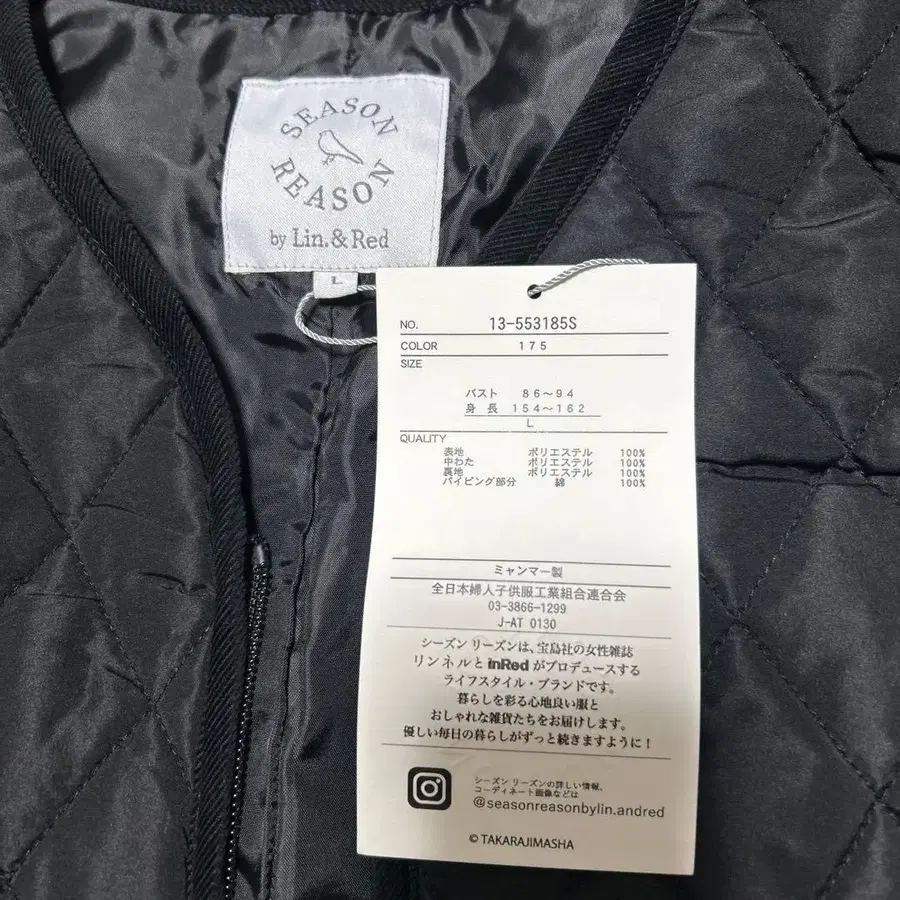 SEASON
REASON
by Lin.&Red
L
NO. 13-553185S
COLOR 175
SIZE
バスト 86～94
身長 154～162
L
QUALITY
表地 ポリエステル 100%
中わた ポリエステル 100%
裏地 ポリエステル 100%
パイピング部分 綿 100%
ミャンマー製
全日本婦人子供服工業組合連合会
03-3866-1299
J-AT 0130
シーズン リーズンは、宝島社の女性雑誌
リンネルとinRedがプロデュースする
ライフスタイル・ブランドです。
暮らしを彩る心地良い服と
おしゃれな雑貨たちをお届けします。
優しい毎日の暮らしがずっと続きますように！
シーズン リーズンの詳しい情報、
コーディネート画像などは
@seasonreasonbylin.andred
© TAKARAJIMASHA